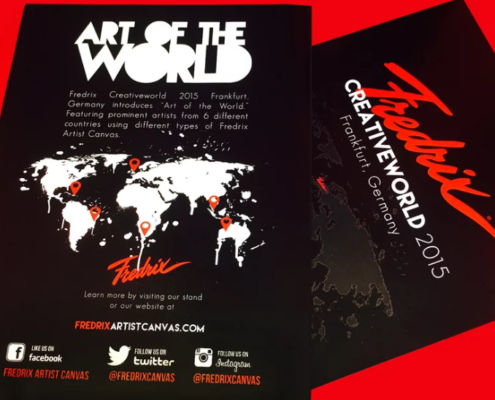 ART OF THE
WORLD
Fredrix Creativeworld 2015 Frankfurt,
Germany introduces "Art of the World."
Featuring prominent artists from 6 different
countries using different types of Fredrix
Artist Canvas.
Fredrix
Learn more by visiting our stand
or our website at
FREDRIXARTISTCANVAS.COM
LIKE US ON
facebook
FREDRIX ARTIST CANVAS
FOLLOW US ON
twitter
@FREDRIXCANVAS
FOLLOW US ON
Instagram
@FREDRIXCANVAS
Fredrix
CREATIVEWORLD 2015
Frankfurt, Germany